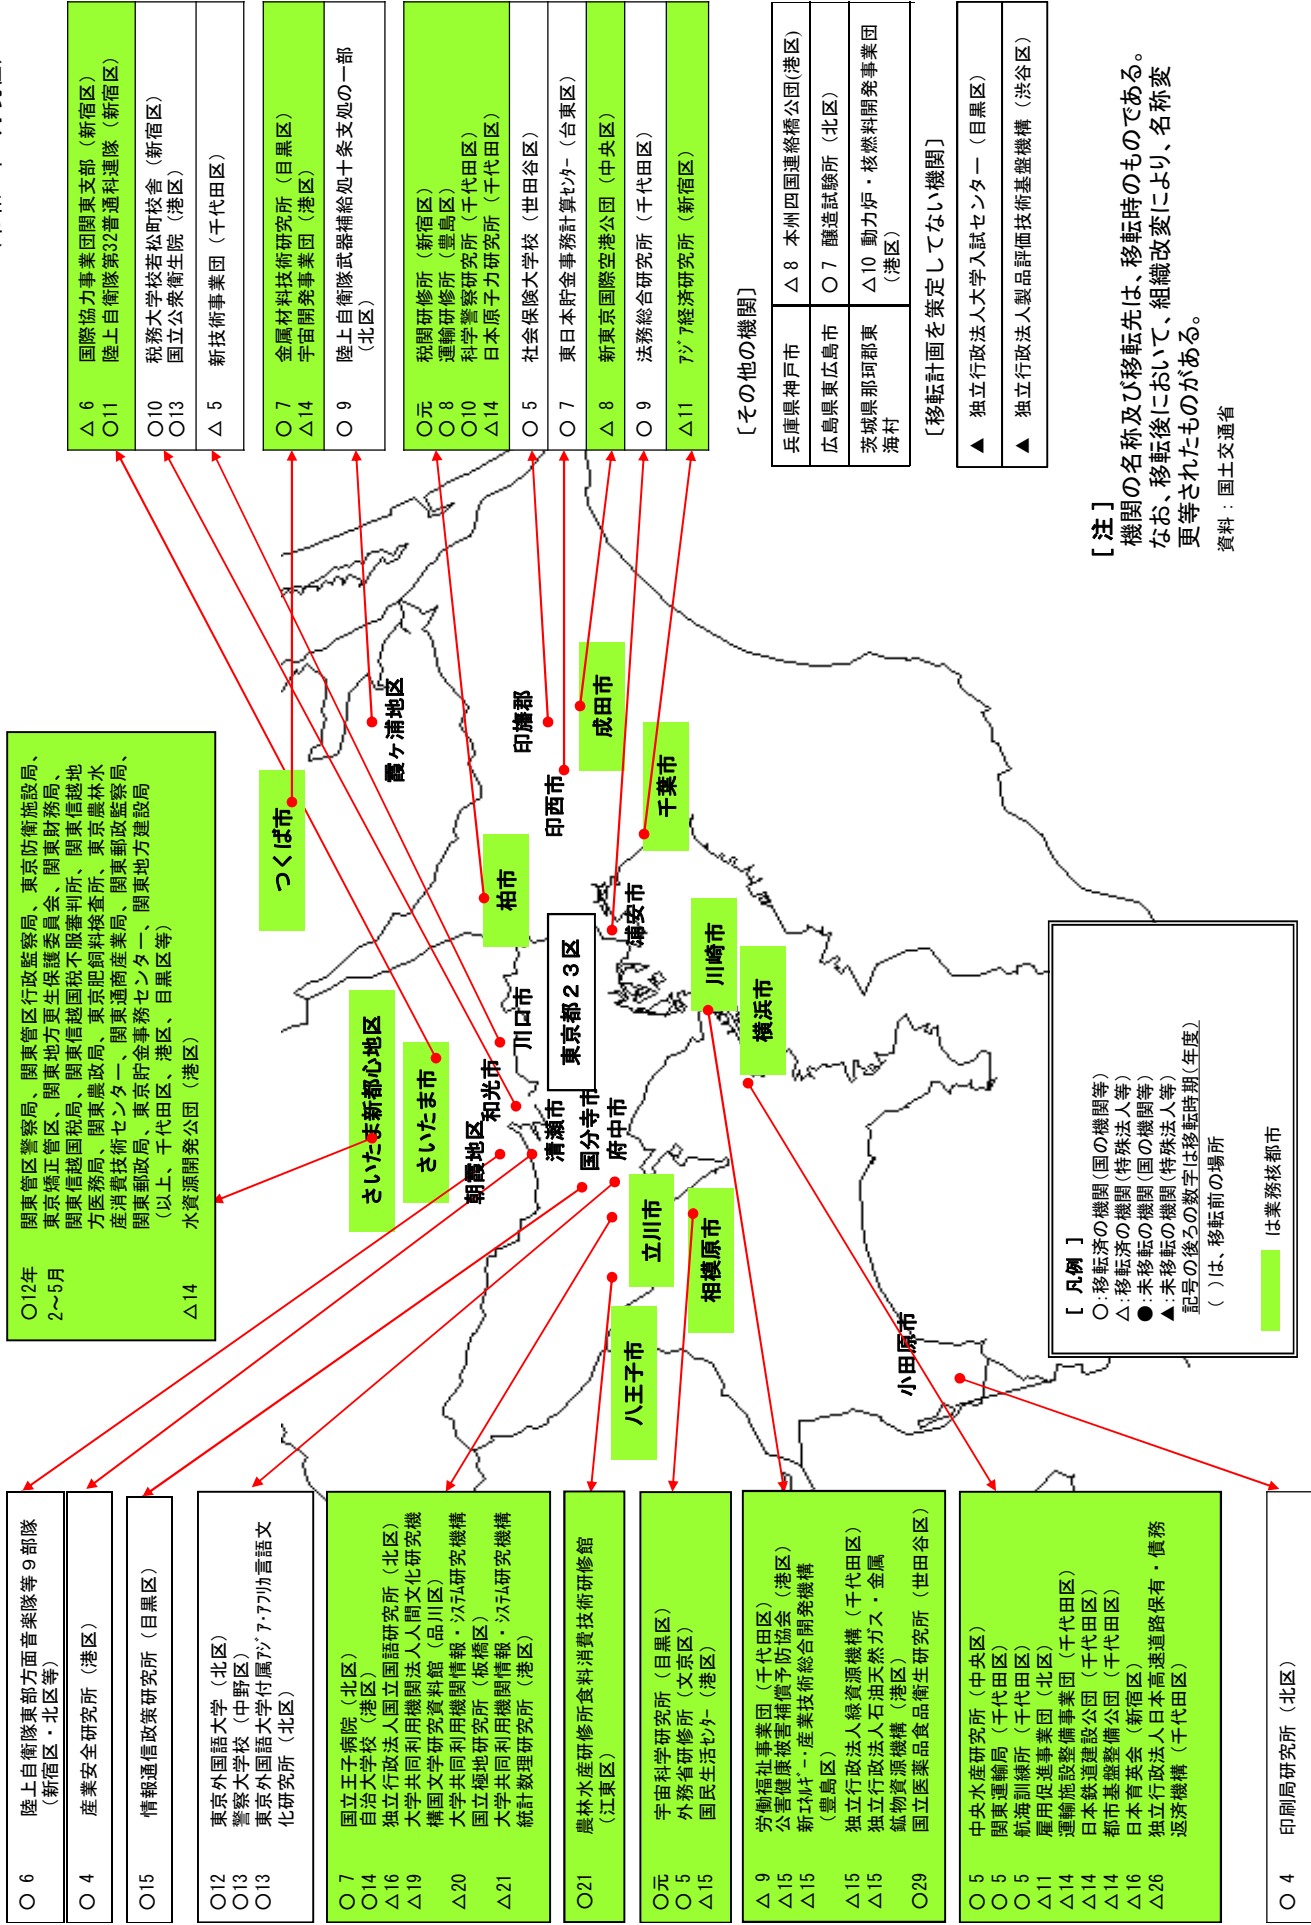 ○ 6 陸上自衛隊東部方面音楽隊等９部隊
（新宿区・北区等）
○ 4 産業安全研究所（港区）
○15 情報通信政策研究所（目黒区）
○12 東京外国語大学（北区）
○13 警察大学校（中野区）
○13 東京外国語大学付属ｱｼﾞｱ･ｱﾌﾘｶ言語文
化研究所（北区）
○ 7 国立王子病院（北区）
○14 自治大学校（港区）
△16 独立行政法人国立国語研究所（北区）
△19 大学共同利用機関法人人間文化研究機
構国文学研究資料館（品川区）
△20 大学共同利用機関情報・ｼｽﾃﾑ研究機構
国立極地研究所（板橋区）
△21 大学共同利用機関情報・ｼｽﾃﾑ研究機構
統計数理研究所（港区）
○21 農林水産研修所食料消費技術研修館
（江東区）
○元 宇宙科学研究所（目黒区）
○ 5 外務省研修所（文京区）
△15 国民生活ｾﾝﾀｰ（港区）
△ 9 労働福祉事業団（千代田区）
△15 公害健康被害補償予防協会（港区）
△15 新ｴﾈﾙｷﾞｰ･産業技術総合開発機構
（豊島区）
△15 独立行政法人緑資源機構（千代田区）
△15 独立行政法人石油天然ガス・金属
鉱物資源機構（港区）
○29 国立医薬品食品衛生研究所（世田谷区）
○ 5 中央水産研究所（中央区）
○ 5 関東運輸局（千代田区）
○ 5 航海訓練所（千代田区）
△11 雇用促進事業団（北区）
△14 運輸施設整備事業団（千代田区）
△14 日本鉄道建設公団（千代田区）
△14 都市基盤整備公団（千代田区）
△16 日本育英会（新宿区）
△26 独立行政法人日本高速道路保有・債務
返済機構（千代田区）
○ 4 印刷局研究所（北区）
○12年
2～5月
関東管区警察局、関東管区行政監察局、東京防衛施設局、
東京矯正管区、関東地方更生保護委員会、関東財務局、
関東信越国税局、関東信越国税不服審判所、関東信越地
方医務局、関東農政局、東京肥飼料検査所、東京農林水
産消費技術センター、関東通商産業局、関東郵政監察局、
関東郵政局、東京貯金事務センター、関東地方建設局
（以上、千代田区、港区、目黒区等）
△14 水資源開発公団（港区）
さいたま新都心地区
さいたま市
つくば市
霞ヶ浦地区
朝霞地区
和光市
川口市
柏市
印旛郡
清瀬市
東京都２３区
印西市
国分寺市
成田市
府中市
浦安市
立川市
千葉市
八王子市
相模原市
川崎市
横浜市
小田原市
[ 凡例 ]
○:移転済の機関(国の機関等)
△:移転済の機関(特殊法人等)
●:未移転の機関(国の機関等)
▲:未移転の機関(特殊法人等)
記号の後ろの数字は移転時期(年度)
( )は、移転前の場所
は業務核都市
△ 6 国際協力事業団関東支部（新宿区）
○11 陸上自衛隊第32普通科連隊（新宿区）
○10 税務大学校若松町校舎（新宿区）
○13 国立公衆衛生院（港区）
△ 5 新技術事業団（千代田区）
○ 7 金属材料技術研究所（目黒区）
△14 宇宙開発事業団（港区）
○ 9 陸上自衛隊武器補給処十条支処の一部
（北区）
○元 税関研修所（新宿区）
○ 8 運輸研修所（豊島区）
○10 科学警察研究所（千代田区）
△14 日本原子力研究所（千代田区）
○ 5 社会保険大学校（世田谷区）
○ 7 東日本貯金事務計算ｾﾝﾀｰ（台東区）
△ 8 新東京国際空港公団（中央区）
○ 9 法務総合研究所（千代田区）
△11 ｱｼﾞｱ経済研究所（新宿区）
［その他の機関］
兵庫県神戸市 △ 8 本州四国連絡橋公団(港区)
広島県東広島市 ○ 7 醸造試験所（北区）
茨城県那珂郡東
海村 △10 動力炉・核燃料開発事業団
（港区）
［移転計画を策定してない機関］
▲ 独立行政法人大学入試センター（目黒区）
▲ 独立行政法人製品評価技術基盤機構（渋谷区）
[ 注 ]
機関の名称及び移転先は、移転時のものである。
なお、移転後において、組織改変により、名称変
更等されたものがある。
資料：国土交通省